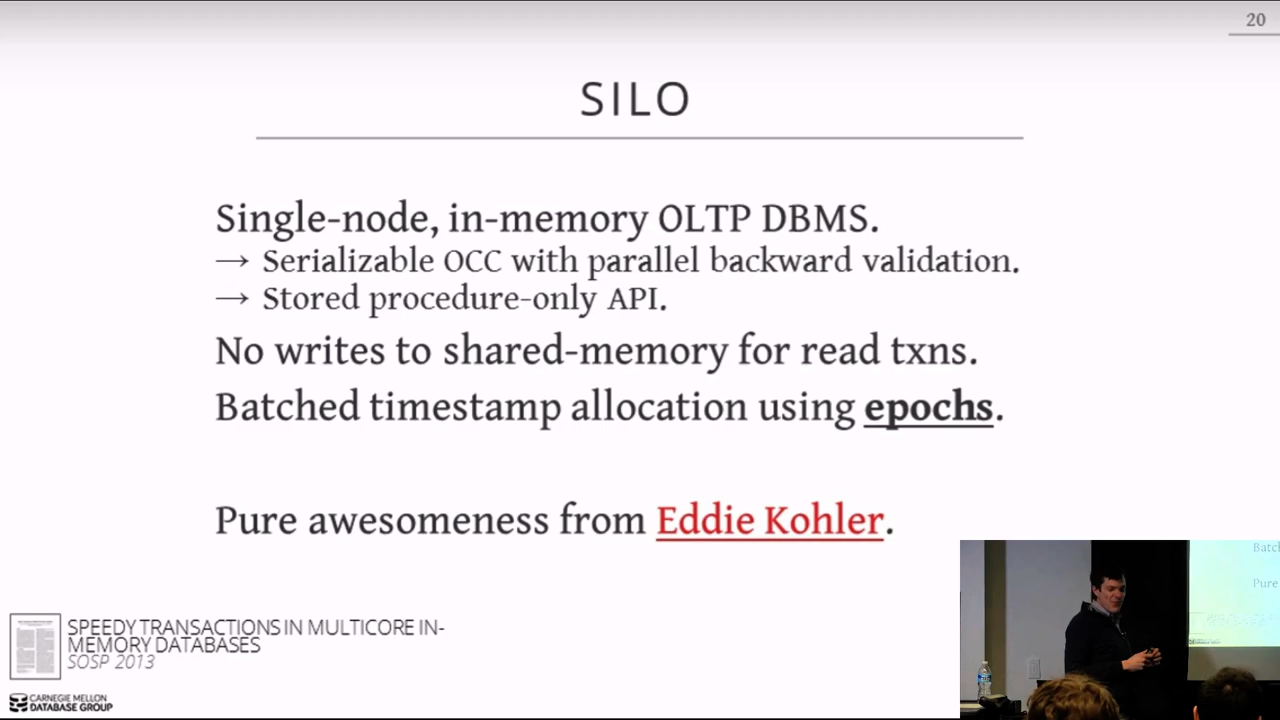 20
SILO
Single-node, in-memory OLTP DBMS.
→ Serializable OCC with parallel backward validation.
→ Stored procedure-only API.
No writes to shared-memory for read txns.
Batched timestamp allocation using epochs.
Pure awesomeness from Eddie Kohler.
Batch
Pure
SPEEDY TRANSACTIONS IN MULTICORE IN-
MEMORY DATABASES
SOSP 2013
CARNEGIE MELLON
DATABASE GROUP